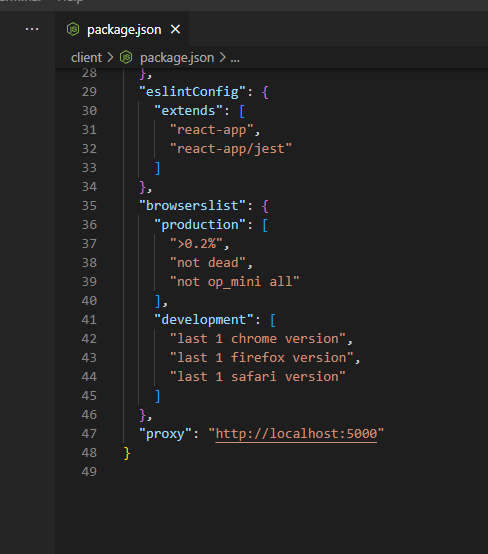 package.json
client > package.json > ...
28 },
29 "eslintConfig": {
30 "extends": [
31 "react-app",
32 "react-app/jest"
33 ]
34 },
35 "browserslist": {
36 "production": [
37 ">0.2%",
38 "not dead",
39 "not op_mini all"
40 ],
41 "development": [
42 "last 1 chrome version",
43 "last 1 firefox version",
44 "last 1 safari version"
45 ]
46 },
47 "proxy": "http://localhost:5000"
48 }
49